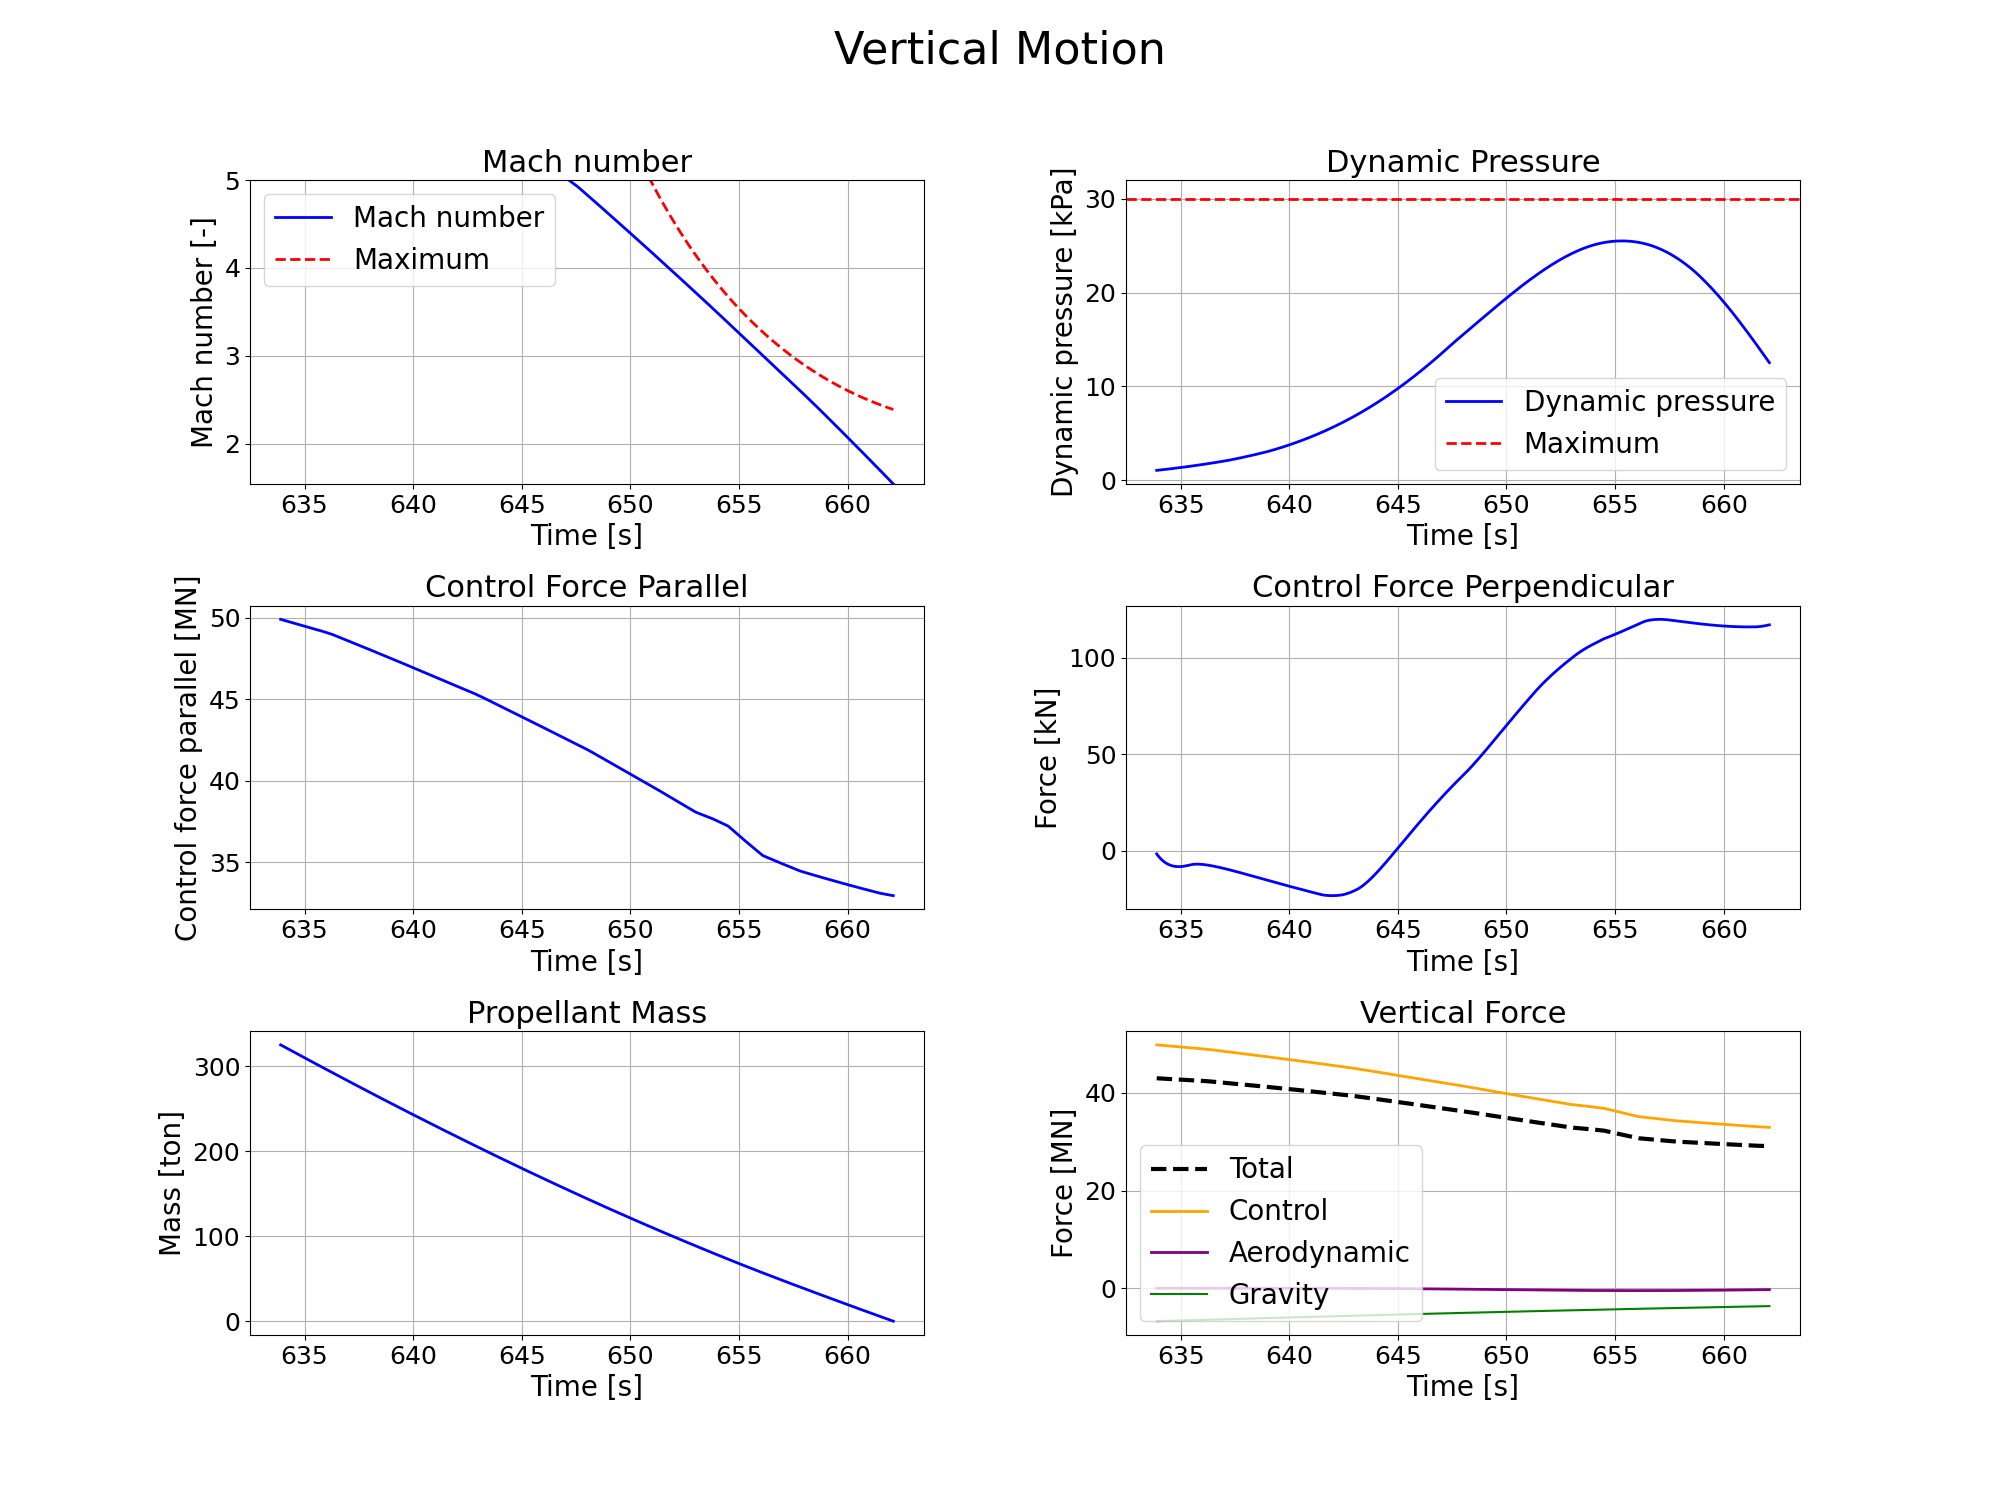 Vertical Motion
Mach number
Mach number [-]
5
4
3
2
Mach number
Maximum
635 640 645 650 655 660
Time [s]
Dynamic Pressure
Dynamic pressure [kPa]
30
20
10
0
Dynamic pressure
Maximum
635 640 645 650 655 660
Time [s]
Control Force Parallel
Control force parallel [MN]
50
45
40
35
635 640 645 650 655 660
Time [s]
Control Force Perpendicular
Force [kN]
100
50
0
635 640 645 650 655 660
Time [s]
Propellant Mass
Mass [ton]
300
200
100
0
635 640 645 650 655 660
Time [s]
Vertical Force
Force [MN]
40
20
0
Total
Control
Aerodynamic
Gravity
635 640 645 650 655 660
Time [s]